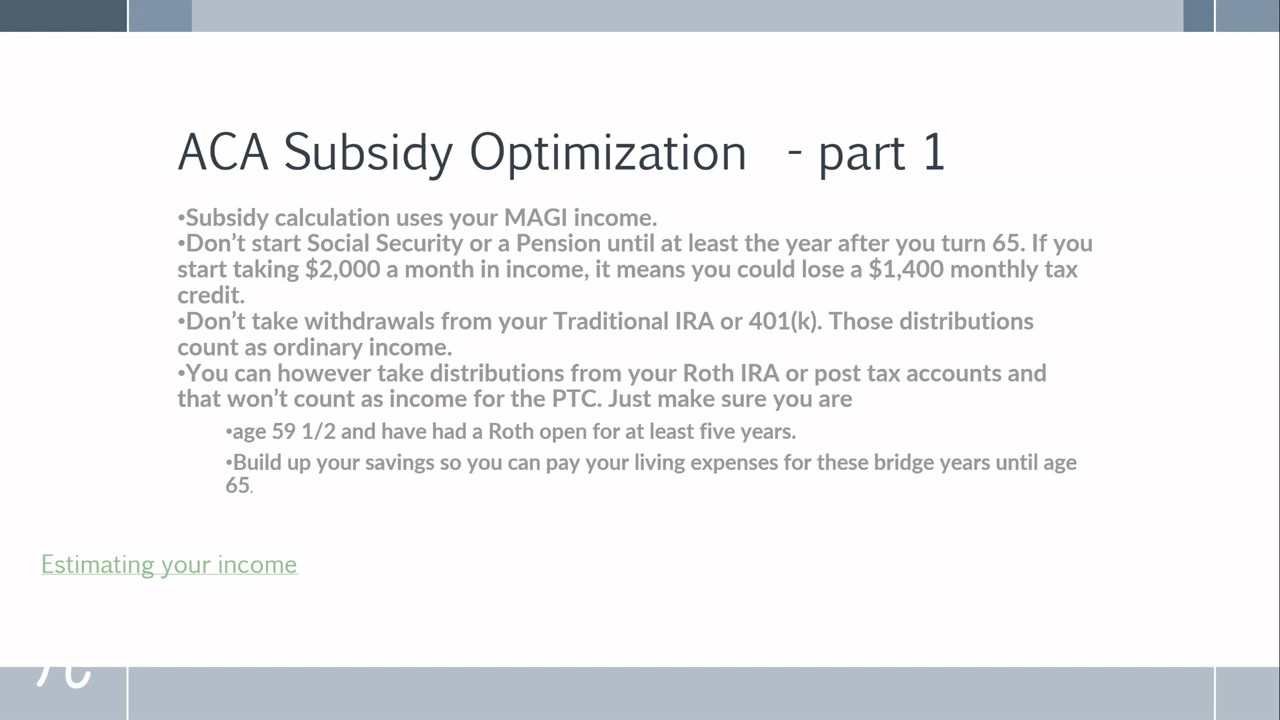 ACA Subsidy Optimization - part 1
•Subsidy calculation uses your MAGI income.
•Don’t start Social Security or a Pension until at least the year after you turn 65. If you
start taking $2,000 a month in income, it means you could lose a $1,400 monthly tax
credit.
•Don’t take withdrawals from your Traditional IRA or 401(k). Those distributions
count as ordinary income.
•You can however take distributions from your Roth IRA or post tax accounts and
that won’t count as income for the PTC. Just make sure you are
•age 59 1/2 and have had a Roth open for at least five years.
•Build up your savings so you can pay your living expenses for these bridge years until age
65.
Estimating your income